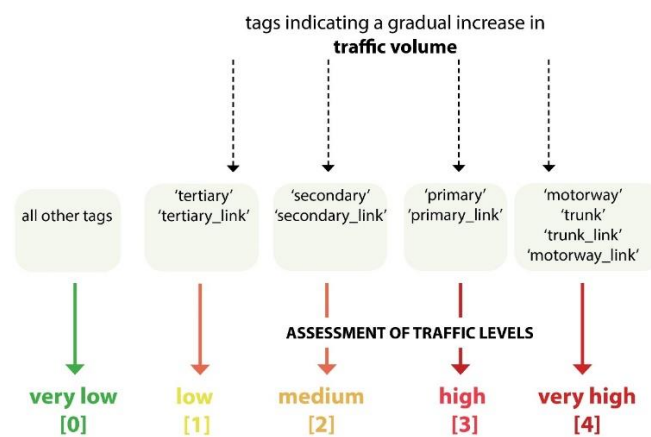 tags indicating a gradual increase in
traffic volume
all other tags
‘tertiary’
‘tertiary_link’
‘secondary’
‘secondary_link’
‘primary’
‘primary_link’
‘motorway’
‘trunk’
‘trunk_link’
‘motorway_link’
ASSESSMENT OF TRAFFIC LEVELS
very low
[0]
low
[1]
medium
[2]
high
[3]
very high
[4]